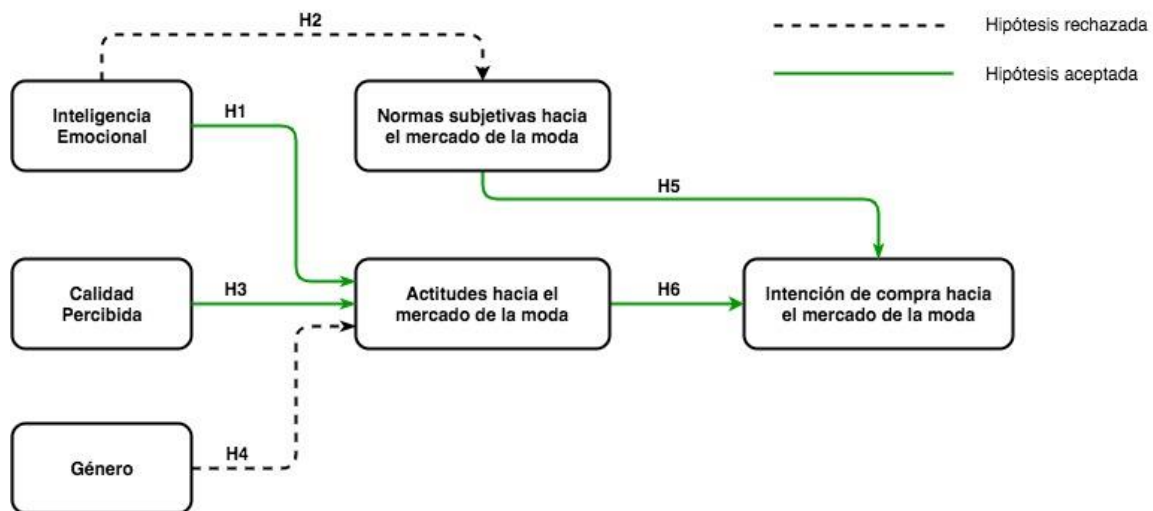 H2
Hipótesis rechazada
Hipótesis aceptada
Inteligencia
Emocional
H1
Normas subjetivas hacia
el mercado de la moda
H5
Calidad
Percibida
H3
Actitudes hacia el
mercado de la moda
H6
Intención de compra hacia
el mercado de la moda
Género
H4